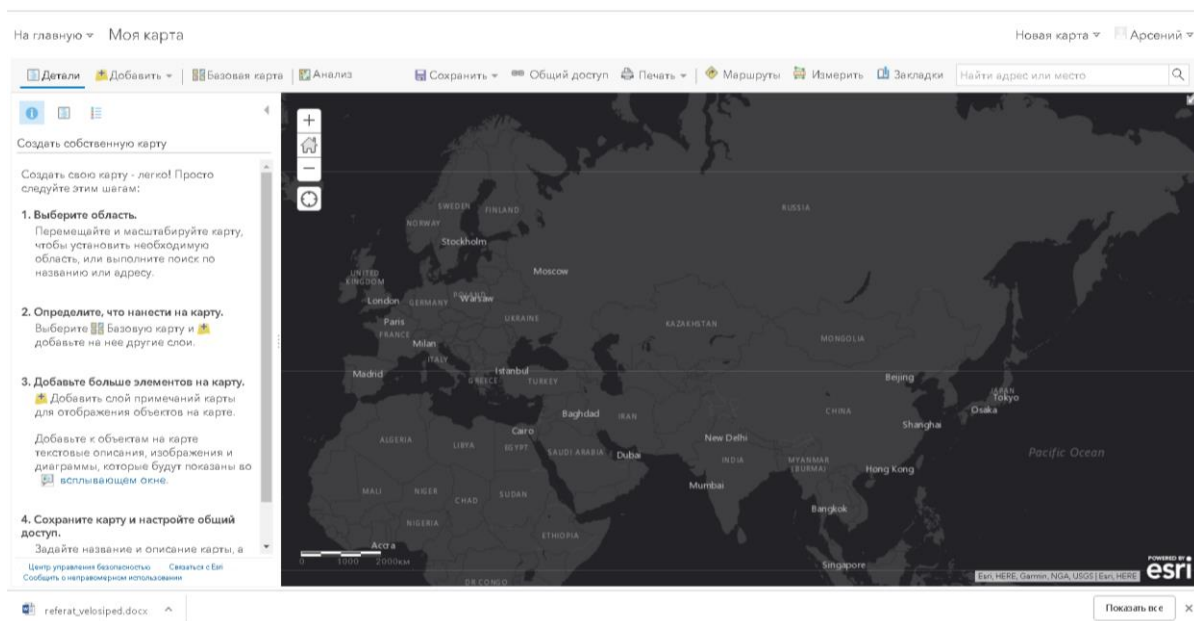 На главную Моя карта Новая карта Арсений
Детали Добавить Базовая карта Анализ Сохранить Общий доступ Печать Маршруты Измерить Закладки Найти адрес или место
Создать собственную карту
Создать свою карту - легко! Просто
следуйте этим шагам:
1. Выберите область.
Перемещайте и масштабируйте карту,
чтобы установить необходимую
область, или выполните поиск по
названию или адресу.
2. Определите, что нанести на карту.
Выберите Базовую карту и
добавьте на нее другие слои.
3. Добавьте больше элементов на карту.
Добавить слой примечаний карты
для отображения объектов на карте.
Добавьте к объектам на карте
текстовые описания, изображения и
диаграммы, которые будут показаны во
всплывающем окне.
4. Сохраните карту и настройте общий
доступ.
Задайте название и описание карты, а
Центр управления безопасностью Связаться с Esri
Сообщить о неправомерном использовании
SWEDEN
FINLAND
RUSSIA
NORWAY
Stockholm
Moscow
UNITED
KINGDOM
London
GERMANY
POLAND
Warsaw
Paris
UKRAINE
KAZAKHSTAN
FRANCE
Milan
MONGOLIA
ITALY
Madrid
Istanbul
GREECE
TURKEY
Beijing
JAPAN
Tokyo
Osaka
Baghdad
IRAN
CHINA
Shanghai
Cairo
ALGERIA
LIBYA
EGYPT
SAUDI ARABIA
Dubai
New Delhi
INDIA
MYANMAR
(BURMA)
Hong Kong
Pacific Ocean
Mumbai
MALI
NIGER
CHAD
SUDAN
Bangkok
NIGERIA
ETHIOPIA
Accra
Singapore
DR CONGO
0 1000 2000км
Esri, HERE, Garmin, NGA, USGS | Esri, HERE
POWERED BY
esri
referat_velosiped.docx Показать все